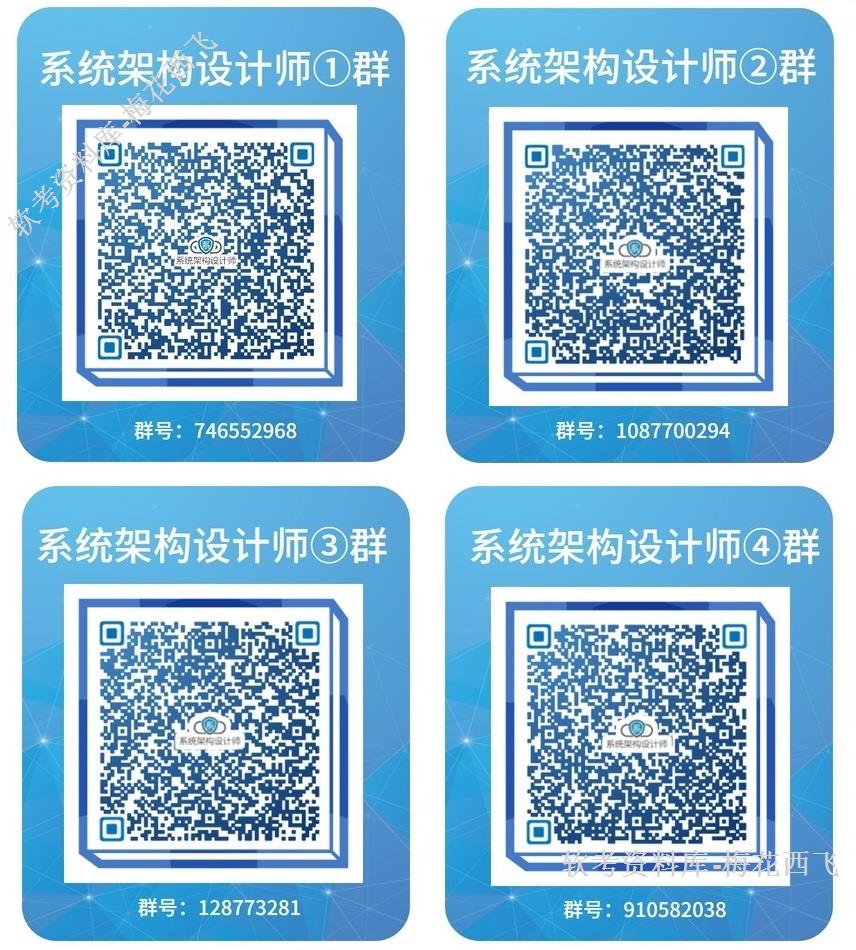 系统架构设计师①群
软考资料库-梅花西飞
系统架构设计师
群号：746552968
系统架构设计师②群
系统架构设计师
群号：1087700294
系统架构设计师③群
系统架构设计师
群号：128773281
系统架构设计师④群
系统架构设计师
软考资料库-梅花西飞
群号：910582038